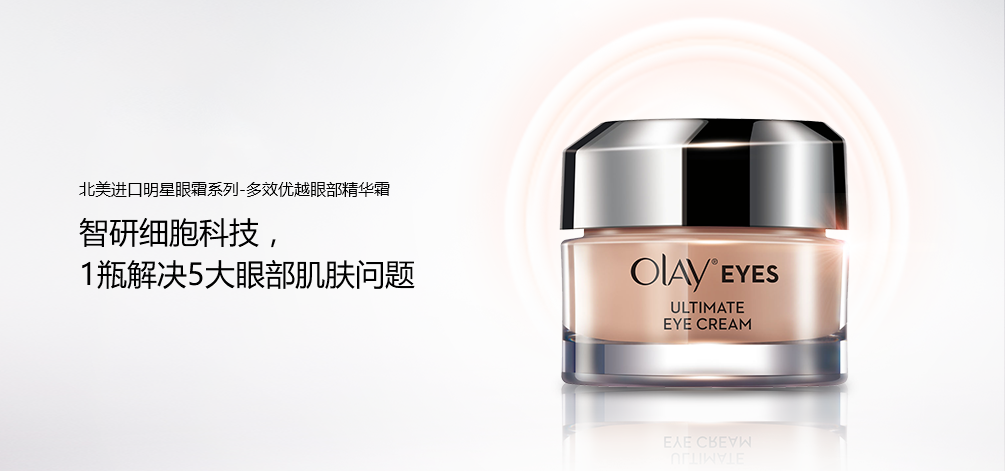 北美进口明星眼霜系列-多效优越眼部精华霜
智研细胞科技，
1瓶解决5大眼部肌肤问题
OLAY® EYES
ULTIMATE
EYE CREAM